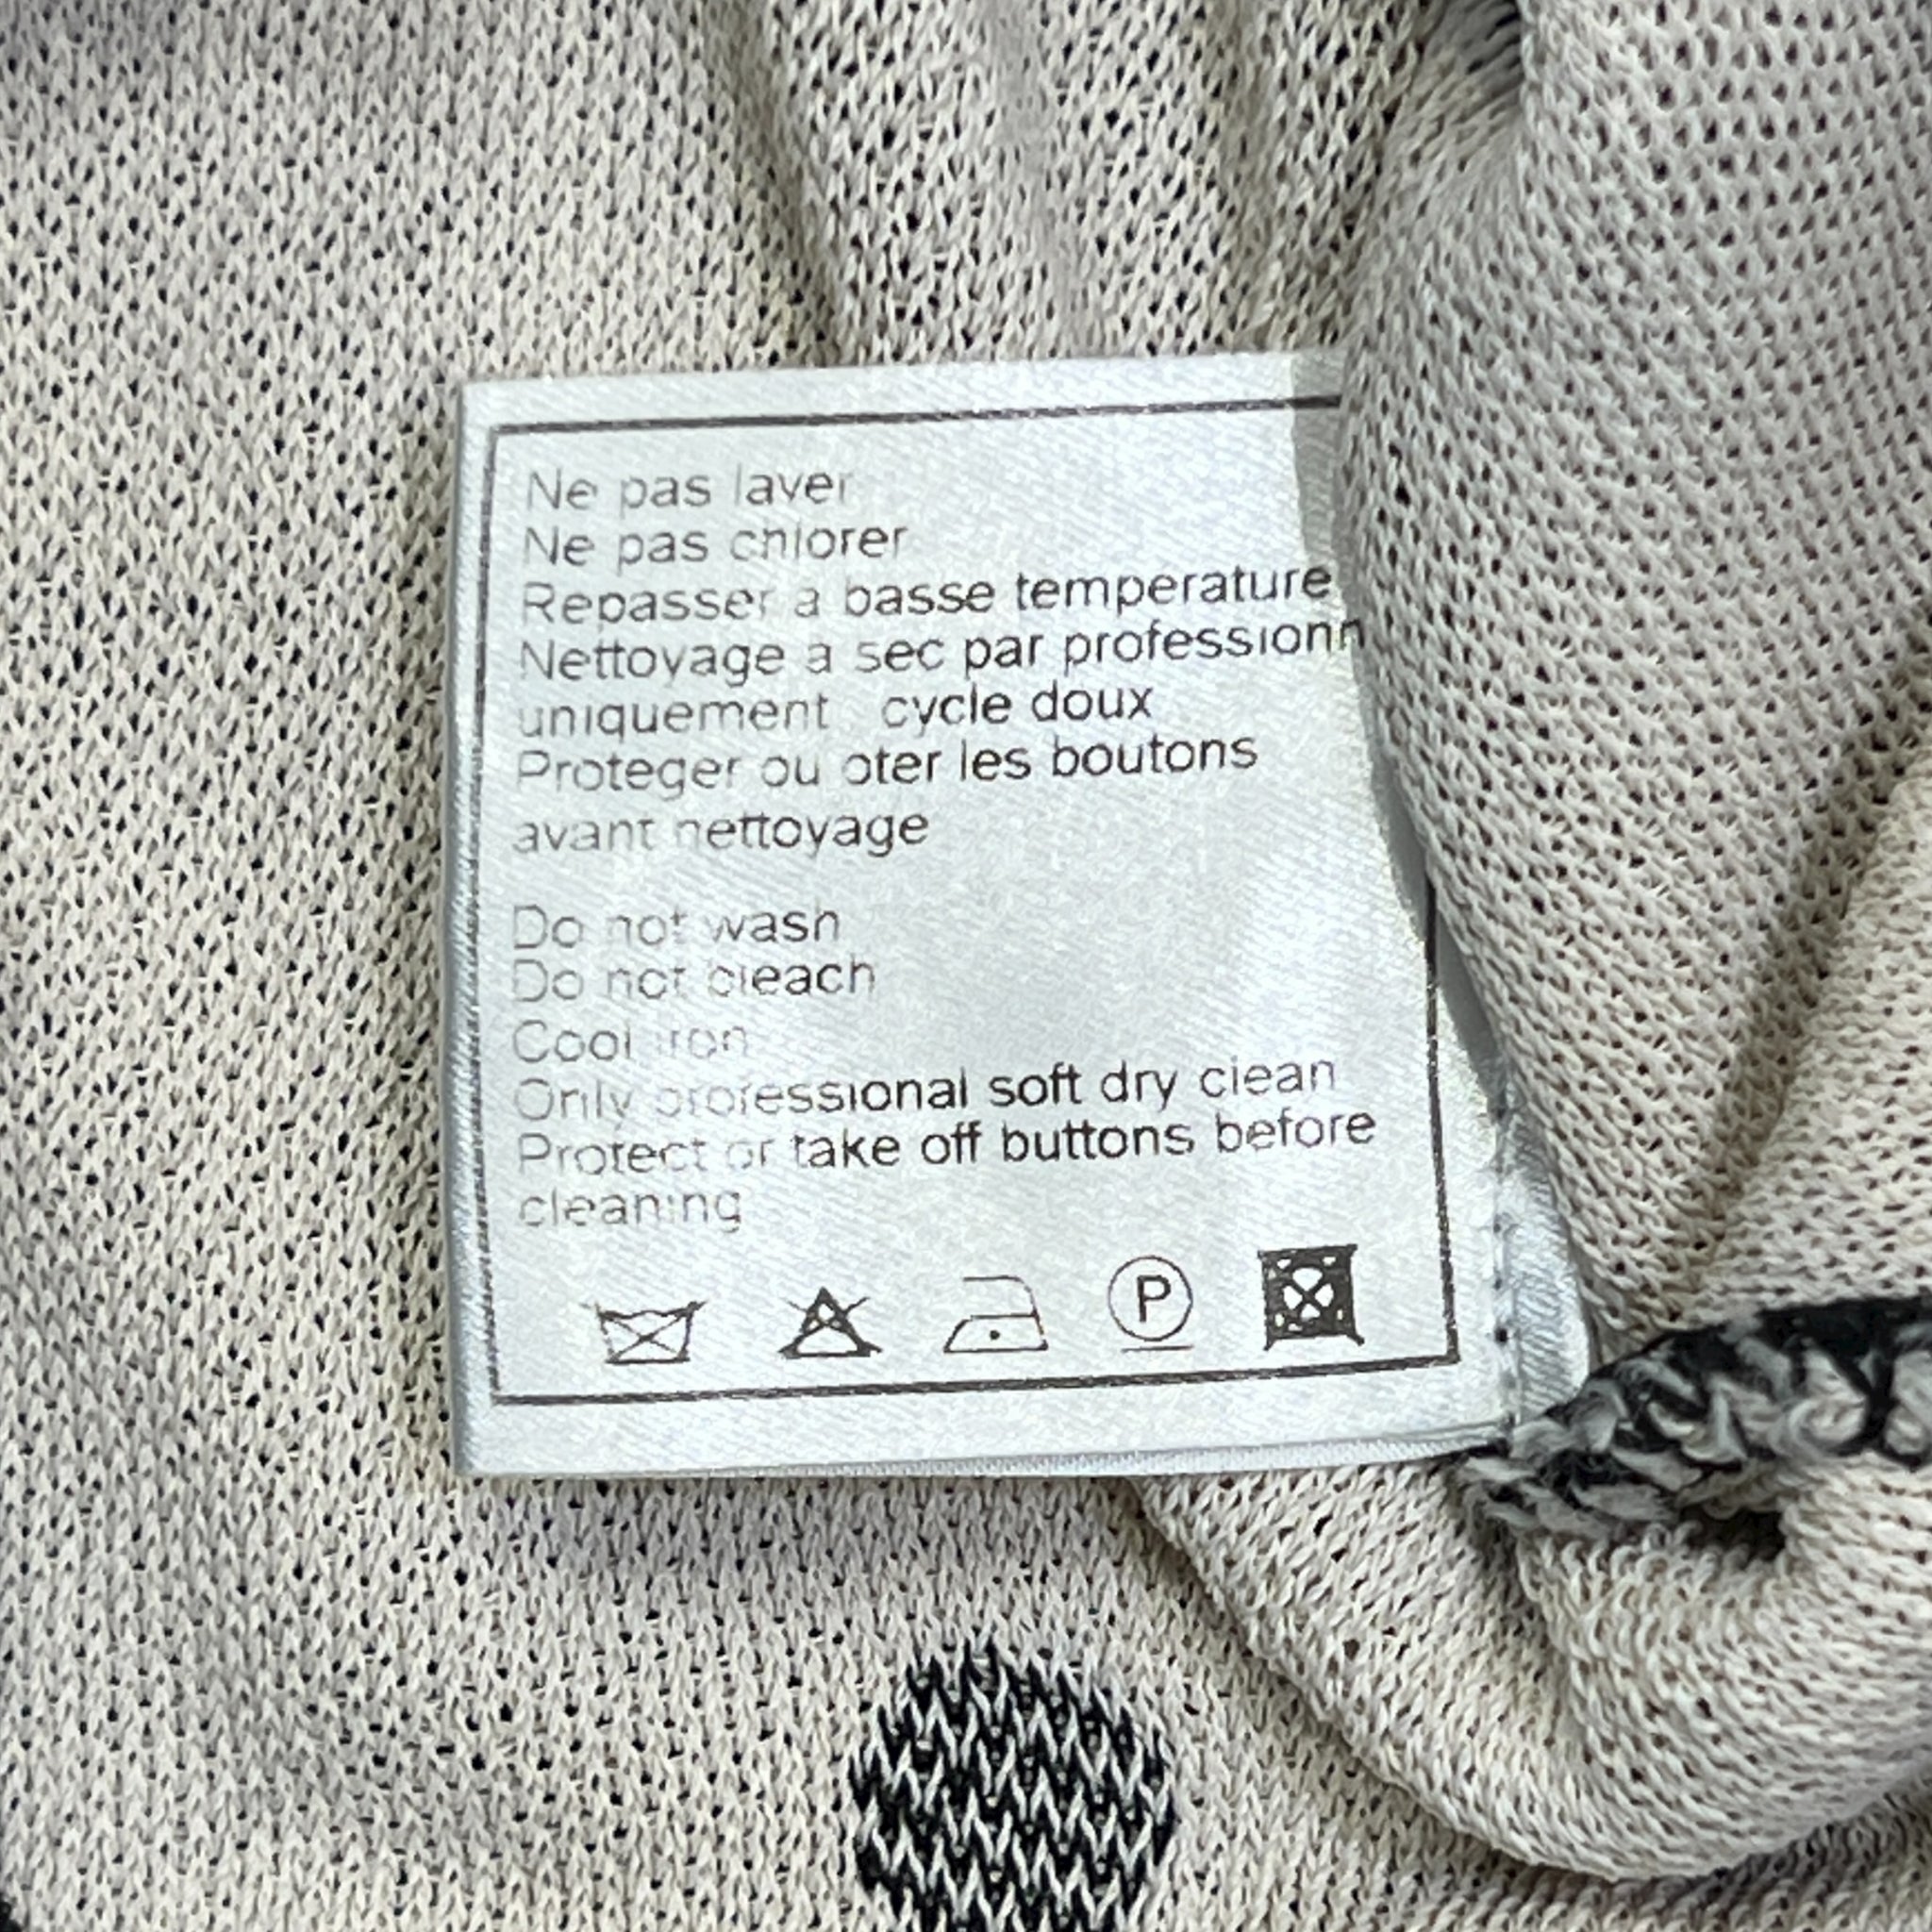 Ne pas laver
Ne pas chlorer
Repasser a basse temperature
Nettoyage a sec par professionn
uniquement cycle doux
Proteger ou oter les boutons
avant nettoyage
Do not wash
Do not bleach
Cool iron
Only professional soft dry clean
Protect or take off buttons before
cleaning
P